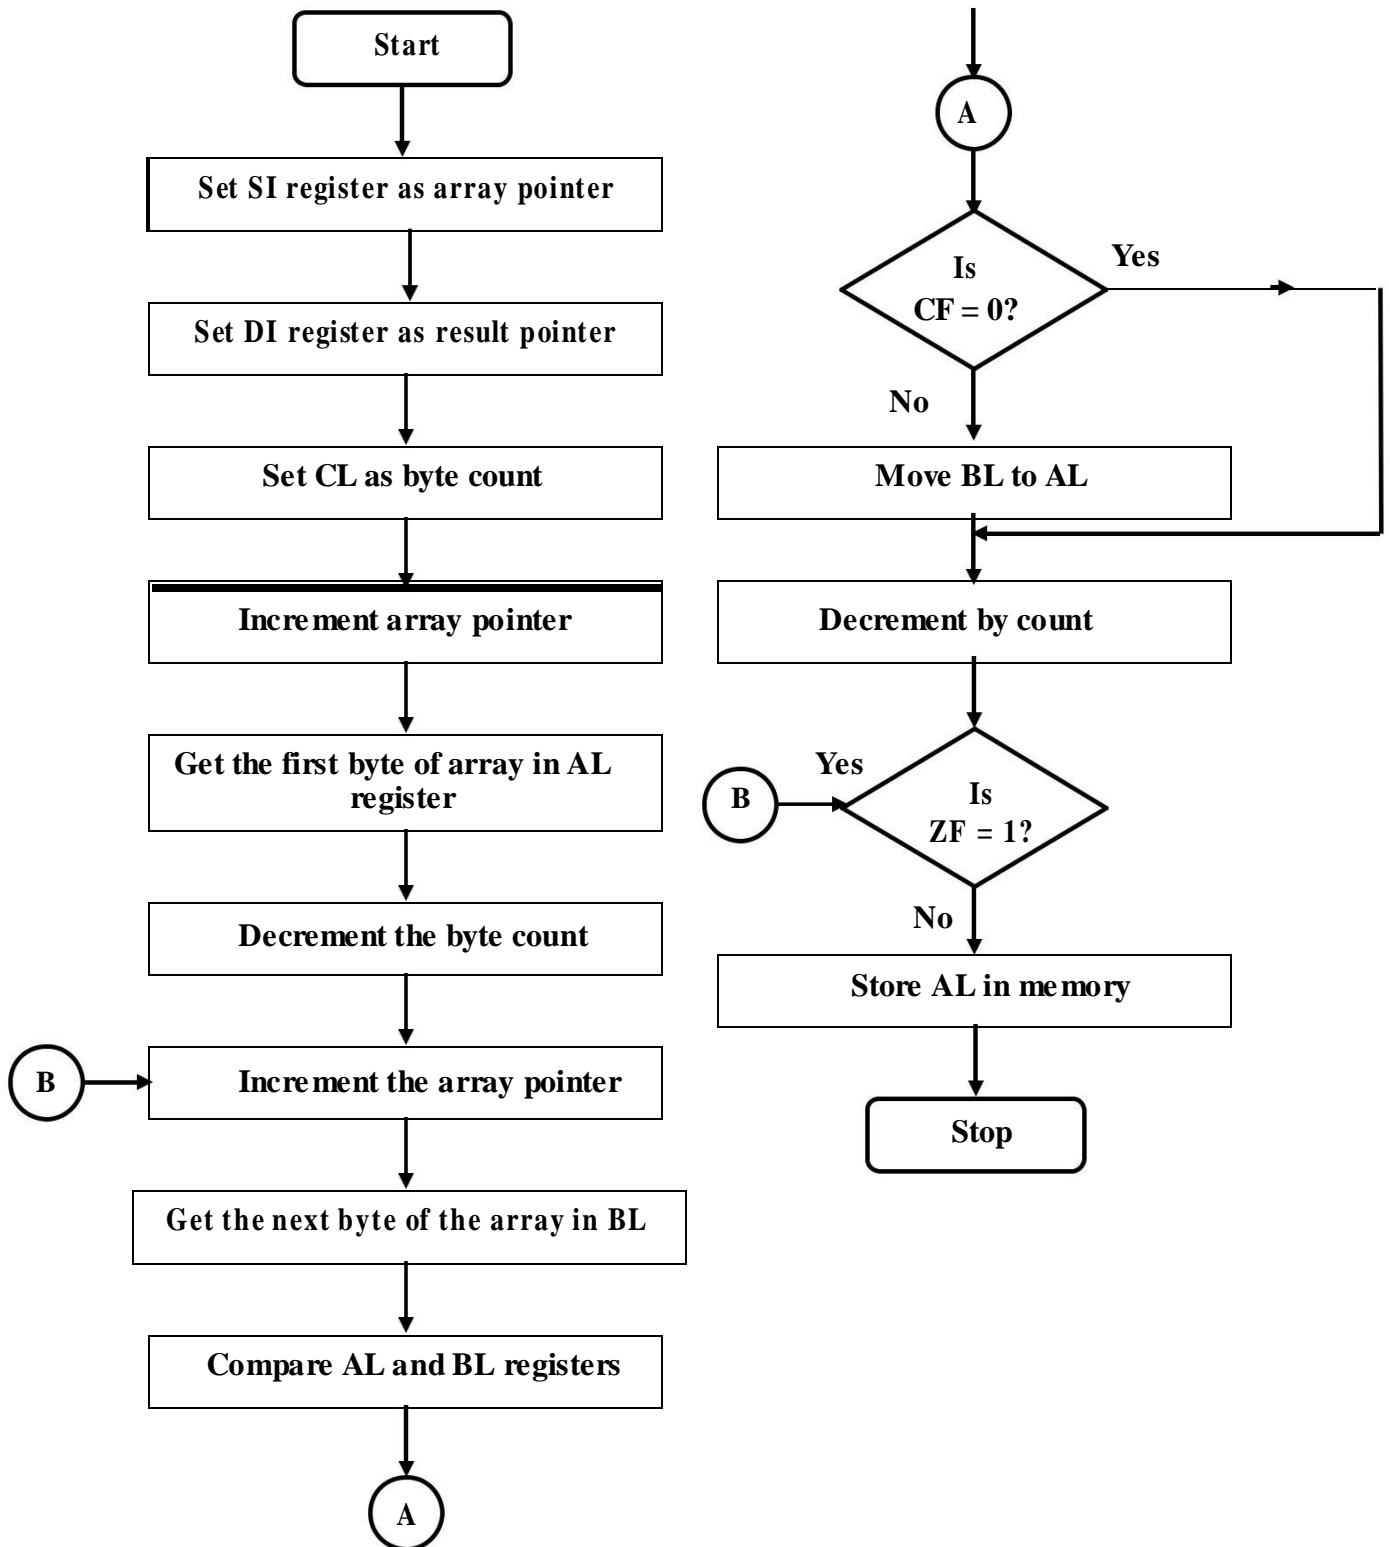 Start
Set SI register as array pointer
Set DI register as result pointer
Set CL as byte count
Increment array pointer
Get the first byte of array in AL
register
Decrement the byte count
B
Increment the array pointer
Get the next byte of the array in BL
Compare AL and BL registers
A
A
Is
CF = 0?
Yes
No
Move BL to AL
Decrement by count
B
Yes
Is
ZF = 1?
No
Store AL in memory
Stop